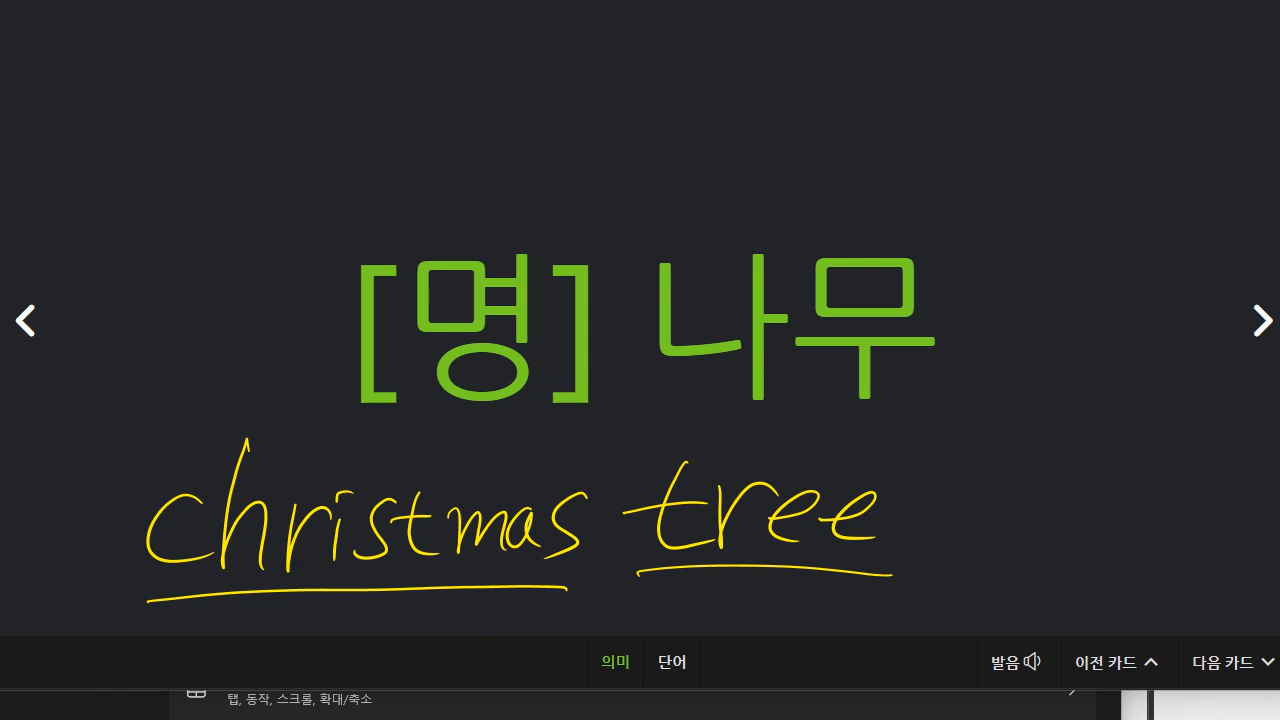 [명] 나무
christmas tree
의미 단어 발음 이전 카드 다음 카드
탭, 동작, 스크롤, 확대/축소